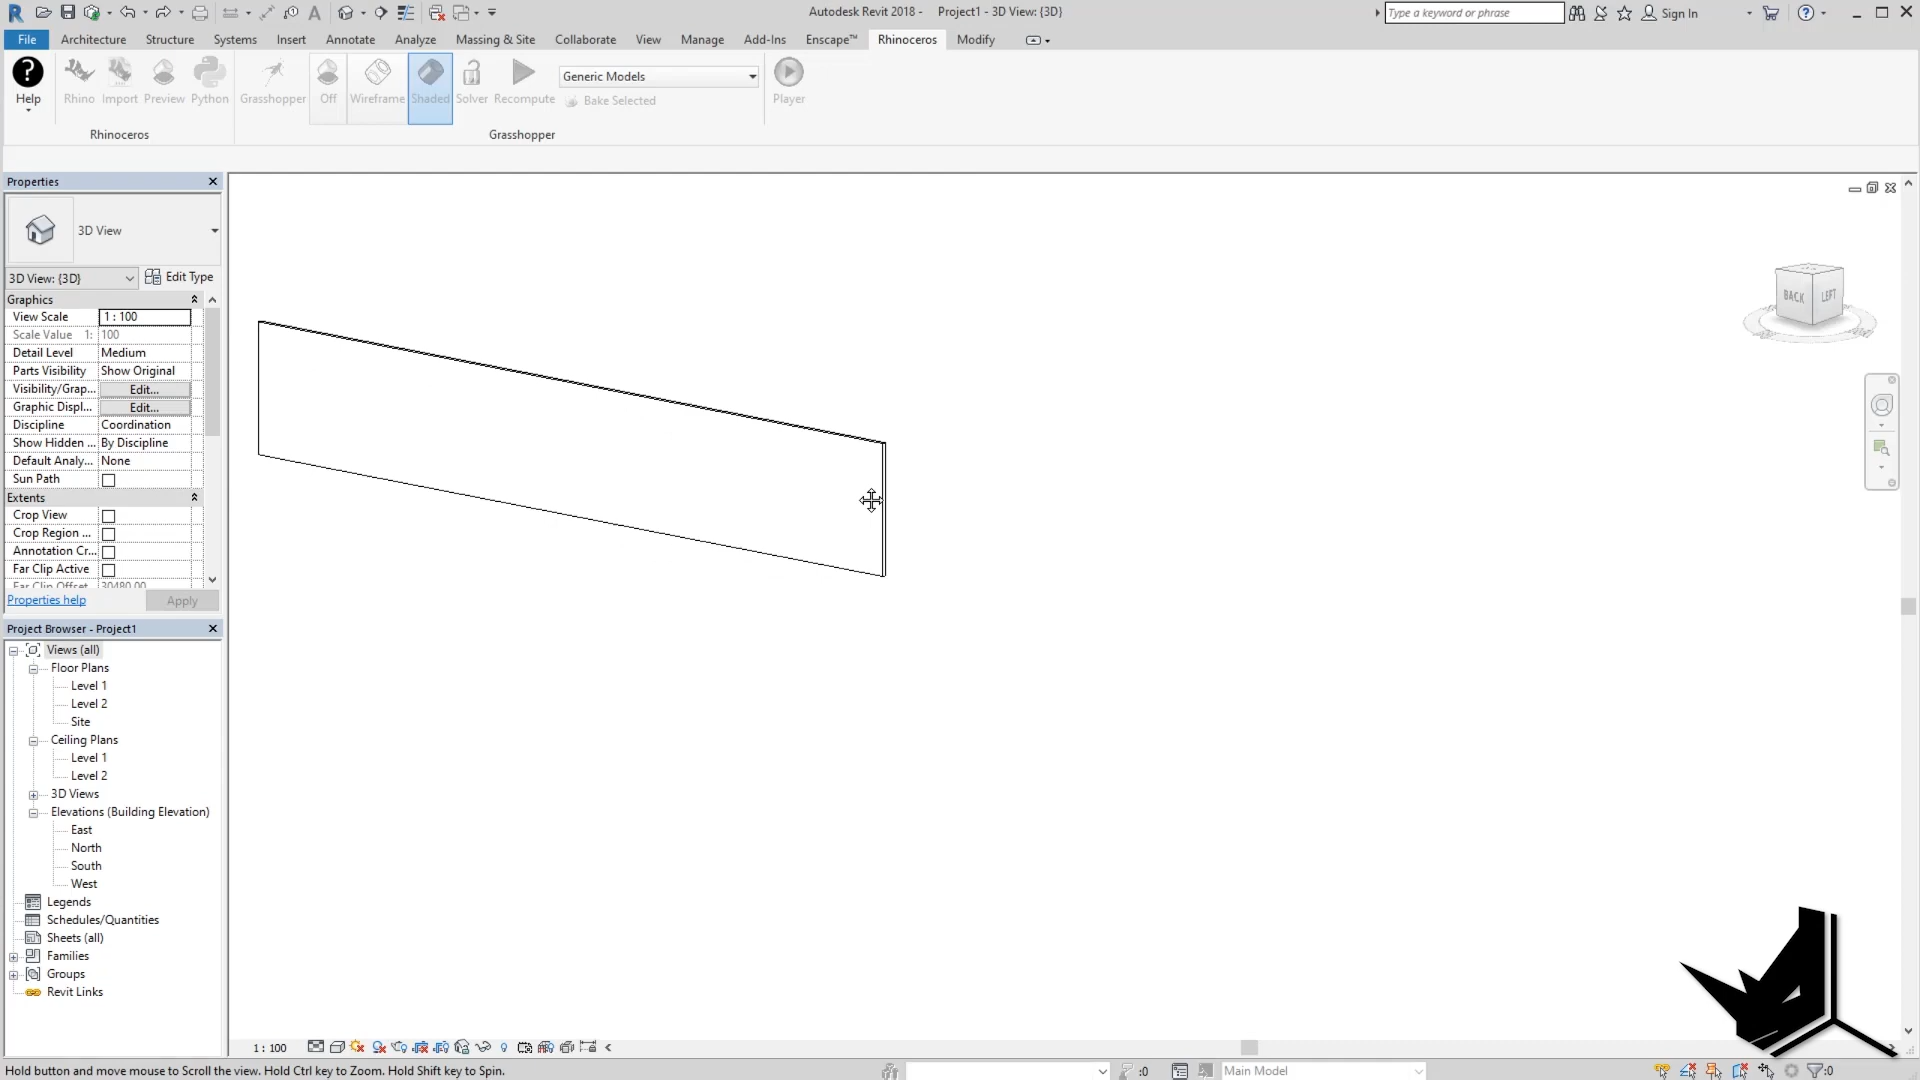 Autodesk Revit 2018 - Project1 - 3D View: {3D}
Type a keyword or phrase
Sign In
File Architecture Structure Systems Insert Annotate Analyze Massing & Site Collaborate View Manage Add-Ins Enscape™ Rhinoceros Modify
Generic Models
Help Rhino Import Preview Python Grasshopper Off Wireframe Shaded Solver Recompute Bake Selected Player
Rhinoceros Grasshopper
Properties
3D View
3D View: {3D} Edit Type
Graphics
View Scale 1 : 100
Scale Value 1: 100
Detail Level Medium
Parts Visibility Show Original
Visibility/Grap... Edit...
Graphic Displ... Edit...
Discipline Coordination
Show Hidden ... By Discipline
Default Analy... None
Sun Path
Extents
Crop View
Crop Region ...
Annotation Cr...
Far Clip Active
Far Clip Offset 30480.00
Properties help Apply
Project Browser - Project1
Views (all)
Floor Plans
Level 1
Level 2
Site
Ceiling Plans
Level 1
Level 2
3D Views
Elevations (Building Elevation)
East
North
South
West
Legends
Schedules/Quantities
Sheets (all)
Families
Groups
Revit Links
BACK LEFT
1 : 100
Hold button and move mouse to Scroll the view. Hold Ctrl key to Zoom. Hold Shift key to Spin.
:0
Main Model
:0